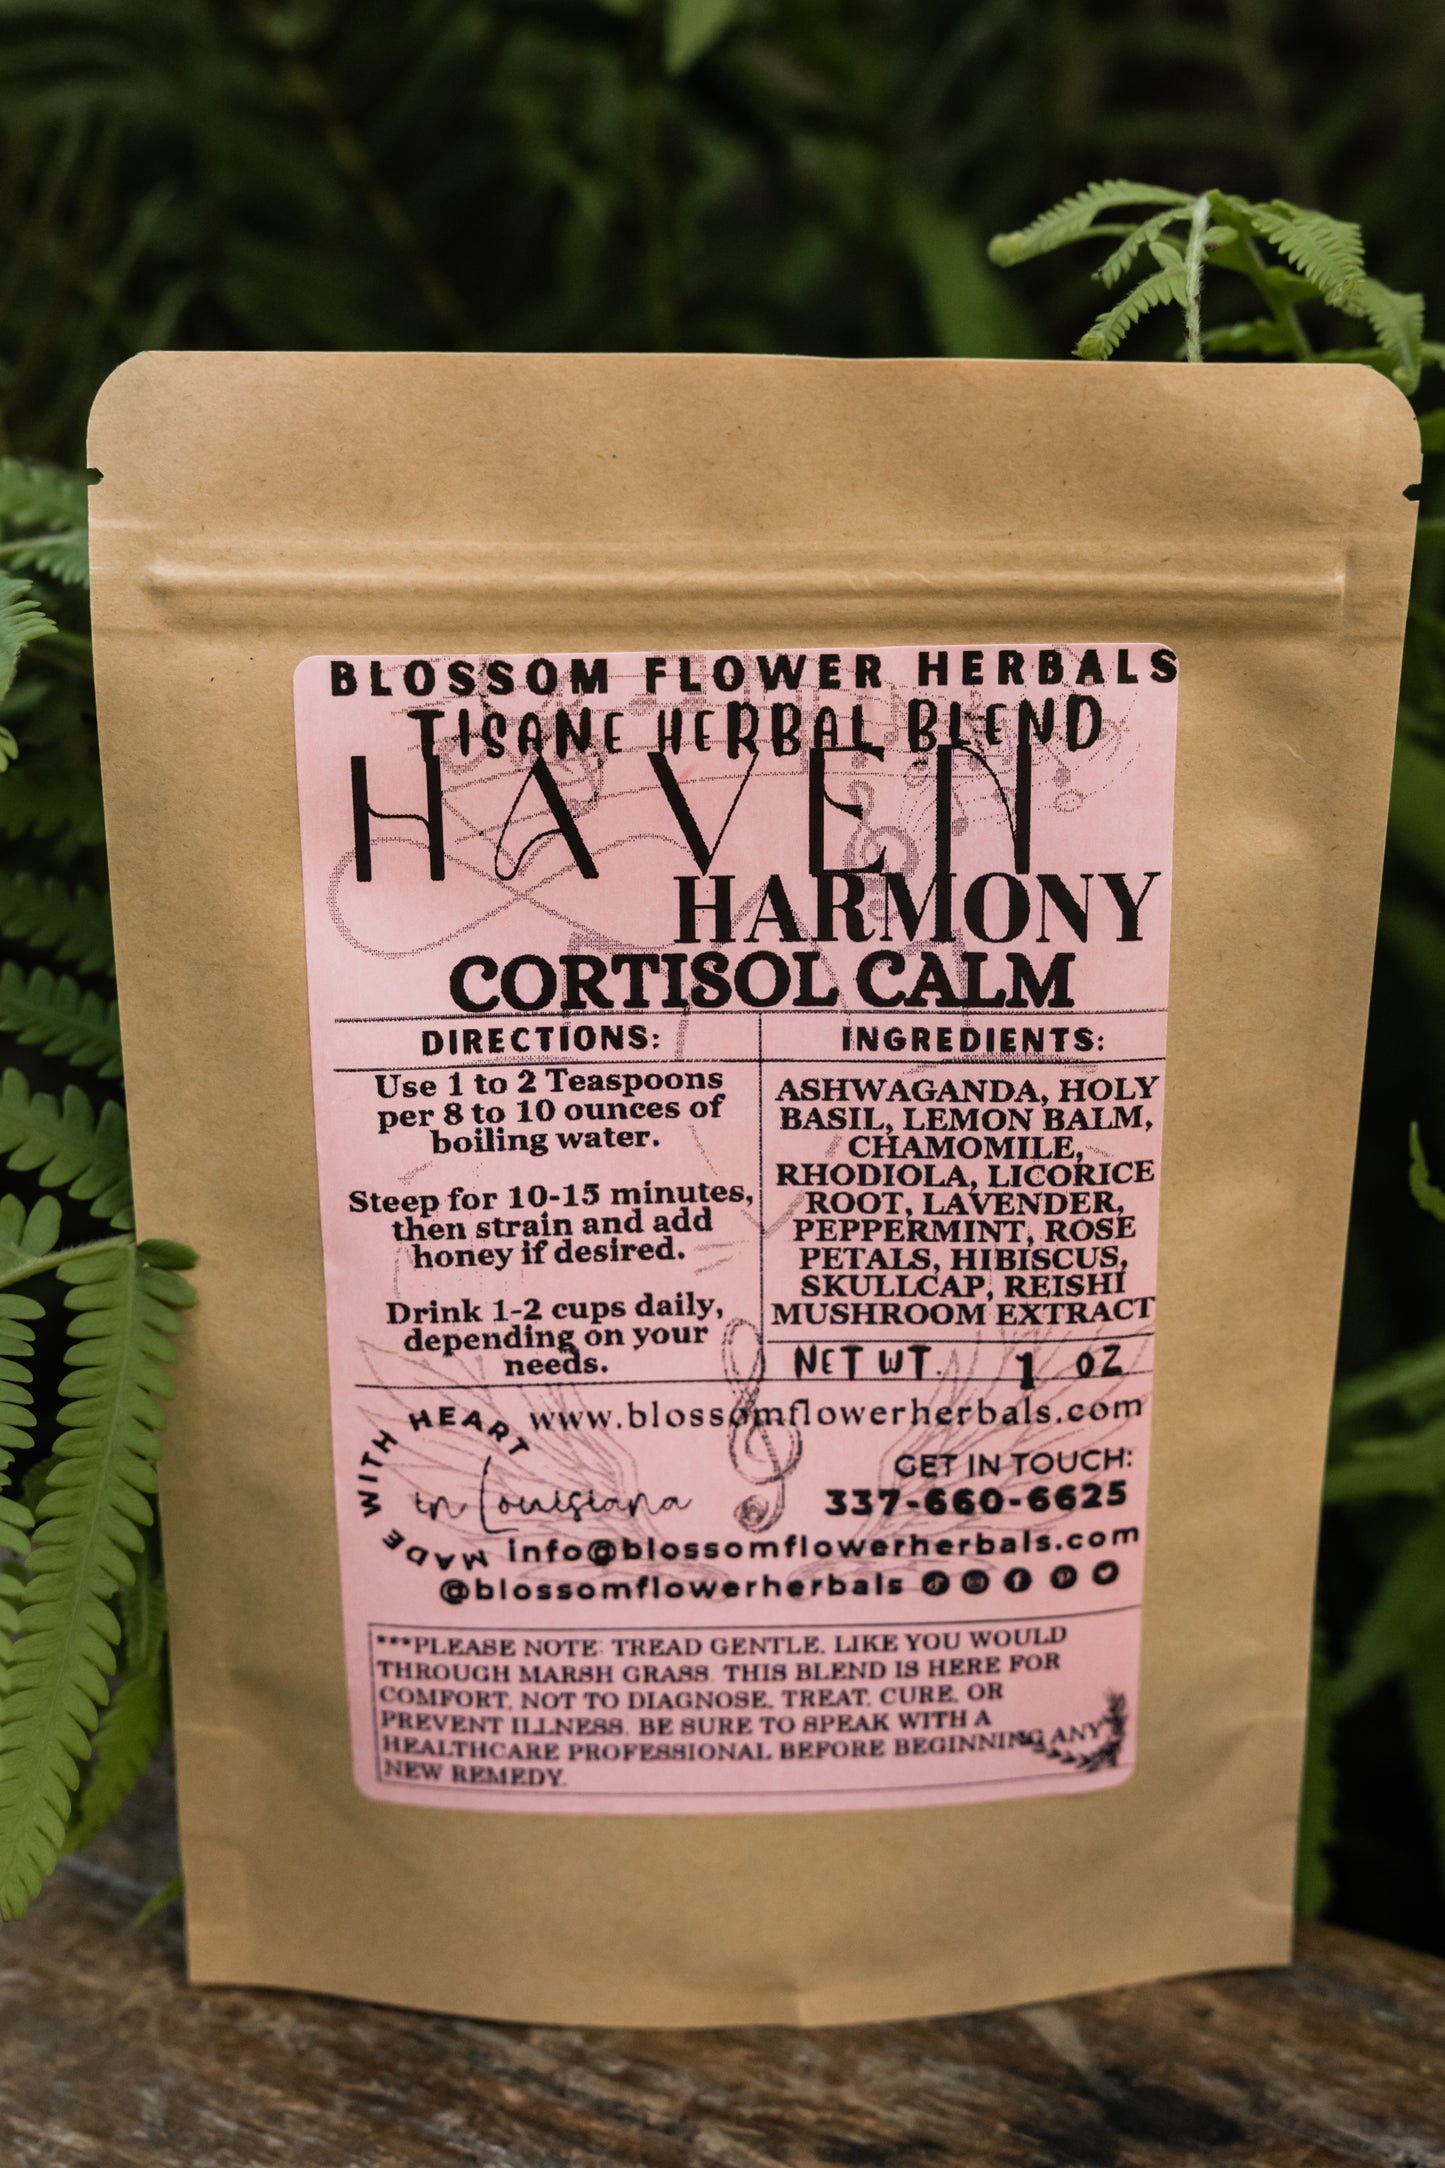 BLOSSOM FLOWER HERBALS
TISANE HERBAL BLEND
HAVEN
HARMONY
CORTISOL CALM
DIRECTIONS:
Use 1 to 2 Teaspoons
per 8 to 10 ounces of
boiling water.
Steep for 10-15 minutes,
then strain and add
honey if desired.
Drink 1-2 cups daily,
depending on your
needs.
INGREDIENTS:
ASHWAGANDA, HOLY
BASIL, LEMON BALM,
CHAMOMILE,
RHODIOLA, LICORICE
ROOT, LAVENDER,
PEPPERMINT, ROSE
PETALS, HIBISCUS,
SKULLCAP, REISHI
MUSHROOM EXTRACT
NET WT. 1 OZ
MADE WITH HEART
in Louisiana
www.blossomflowerherbals.com
GET IN TOUCH:
337-660-6625
info@blossomflowerherbals.com
@blossomflowerherbals
***PLEASE NOTE: TREAD GENTLE, LIKE YOU WOULD
THROUGH MARSH GRASS. THIS BLEND IS HERE FOR
COMFORT, NOT TO DIAGNOSE, TREAT, CURE, OR
PREVENT ILLNESS. BE SURE TO SPEAK WITH A
HEALTHCARE PROFESSIONAL BEFORE BEGINNING ANY
NEW REMEDY.